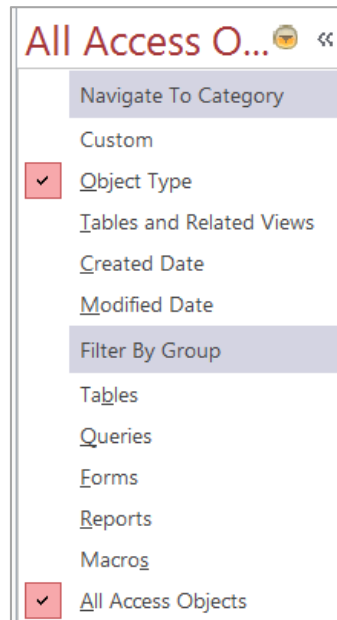 All Access O... «
Navigate To Category
Custom
Object Type
Tables and Related Views
Created Date
Modified Date
Filter By Group
Tables
Queries
Forms
Reports
Macros
All Access Objects